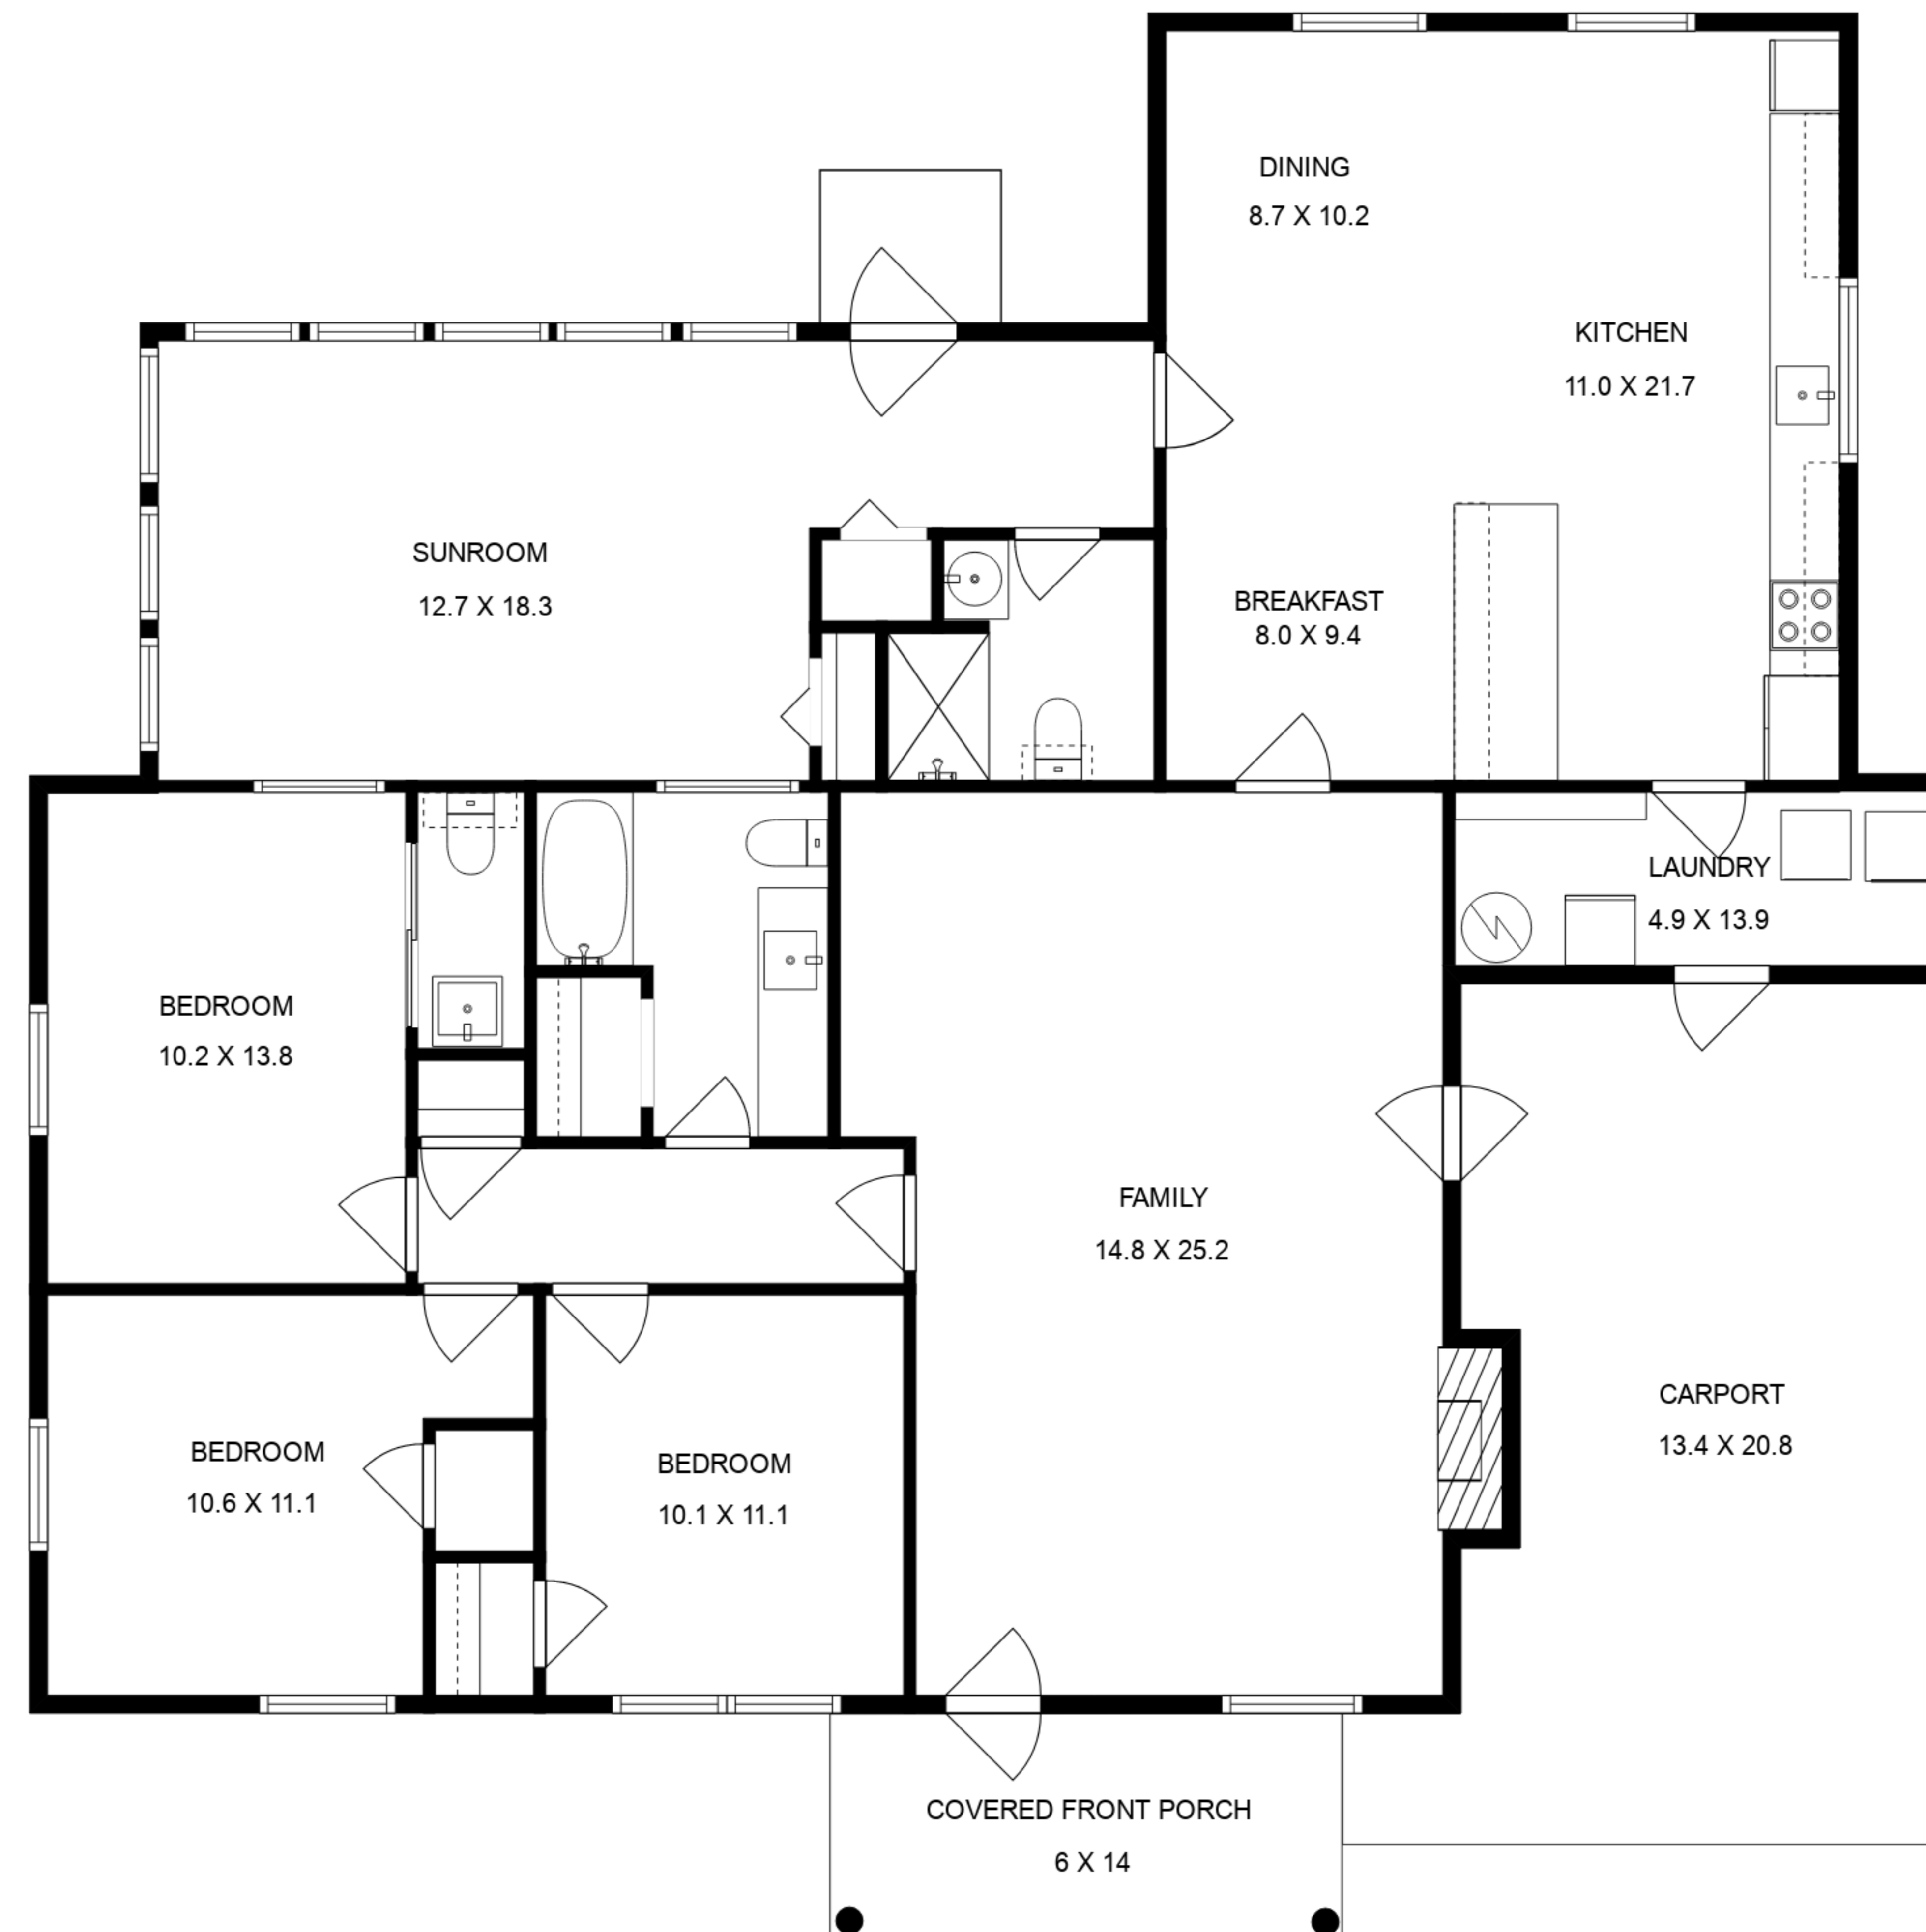 DINING
8.7 X 10.2
KITCHEN
11.0 X 21.7
SUNROOM
12.7 X 18.3
BREAKFAST
8.0 X 9.4
LAUNDRY
4.9 X 13.9
BEDROOM
10.2 X 13.8
FAMILY
14.8 X 25.2
CARPORT
13.4 X 20.8
BEDROOM
10.6 X 11.1
BEDROOM
10.1 X 11.1
COVERED FRONT PORCH
6 X 14